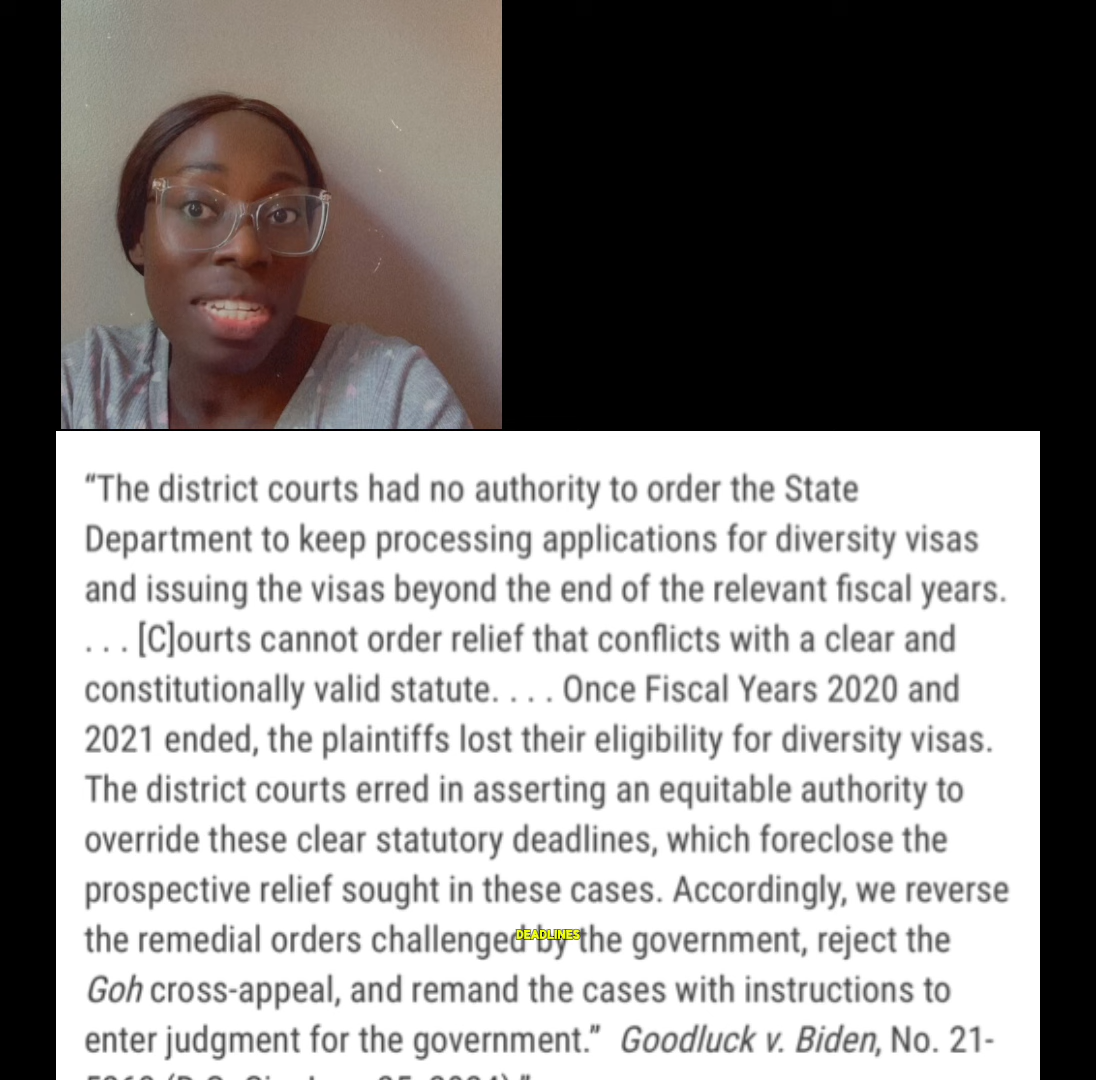 “The district courts had no authority to order the State
Department to keep processing applications for diversity visas
and issuing the visas beyond the end of the relevant fiscal years.
. . . [C]ourts cannot order relief that conflicts with a clear and
constitutionally valid statute. . . . Once Fiscal Years 2020 and
2021 ended, the plaintiffs lost their eligibility for diversity visas.
The district courts erred in asserting an equitable authority to
override these clear statutory deadlines, which foreclose the
prospective relief sought in these cases. Accordingly, we reverse
the remedial orders challenged by the government, reject the
DEADLINES
Goh cross-appeal, and remand the cases with instructions to
enter judgment for the government.” Goodluck v. Biden, No. 21-